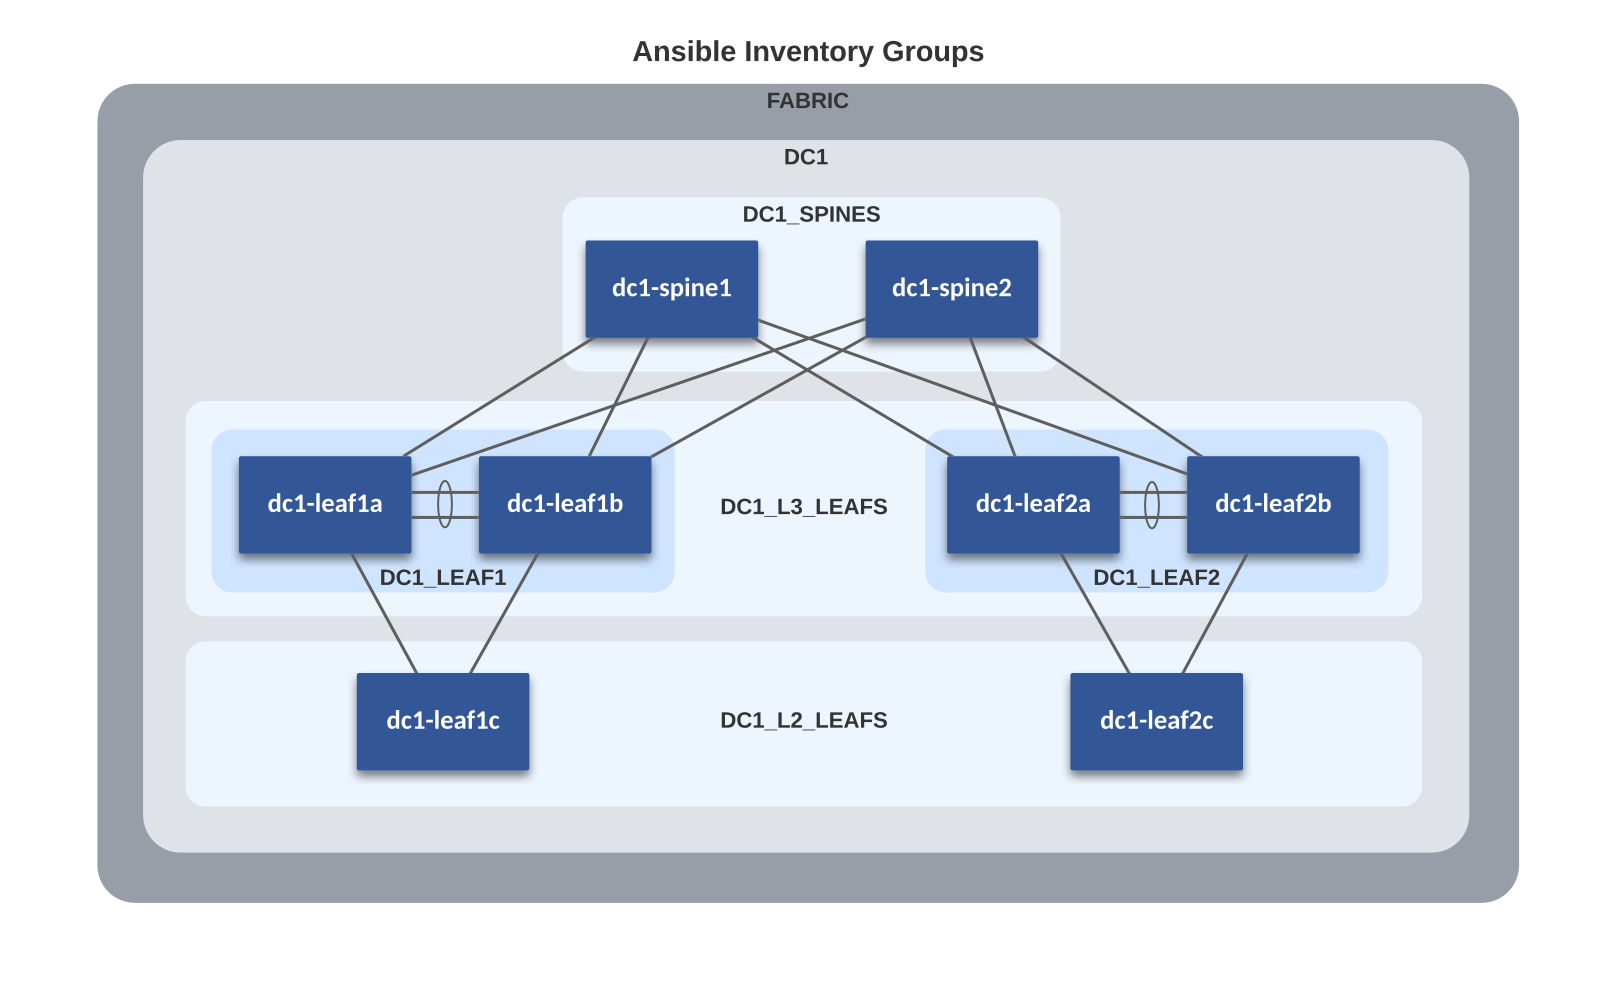 Ansible Inventory Groups
FABRIC
DC1
DC1_SPINES
dc1-spine1
dc1-spine2
dc1-leaf1a
dc1-leaf1b
DC1_L3_LEAFS
dc1-leaf2a
dc1-leaf2b
DC1_LEAF1
DC1_LEAF2
dc1-leaf1c
DC1_L2_LEAFS
dc1-leaf2c